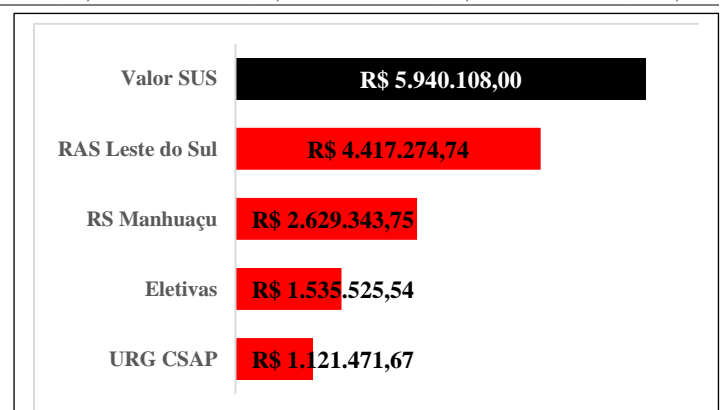 Valor SUS R$ 5.940.108,00
RAS Leste do Sul R$ 4.417.274,74
RS Manhuaçu R$ 2.629.343,75
Eletivas R$ 1.535.525,54
URG CSAP R$ 1.121.471,67